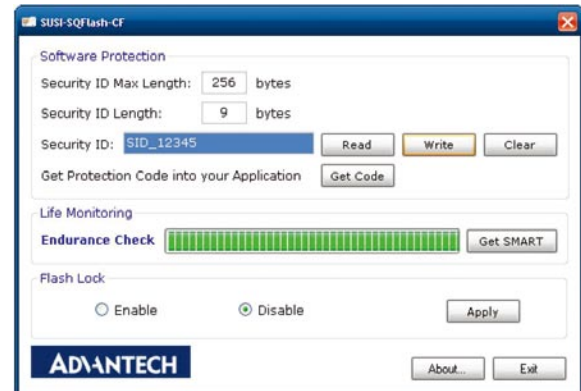 SUSI-SQFlash-CF
Software Protection
Security ID Max Length: 256 bytes
Security ID Length: 9 bytes
Security ID: SID_12345 Read Write Clear
Get Protection Code into your Application Get Code
Life Monitoring
Endurance Check Get SMART
Flash Lock
Enable Disable Apply
ADVANTECH About... Exit